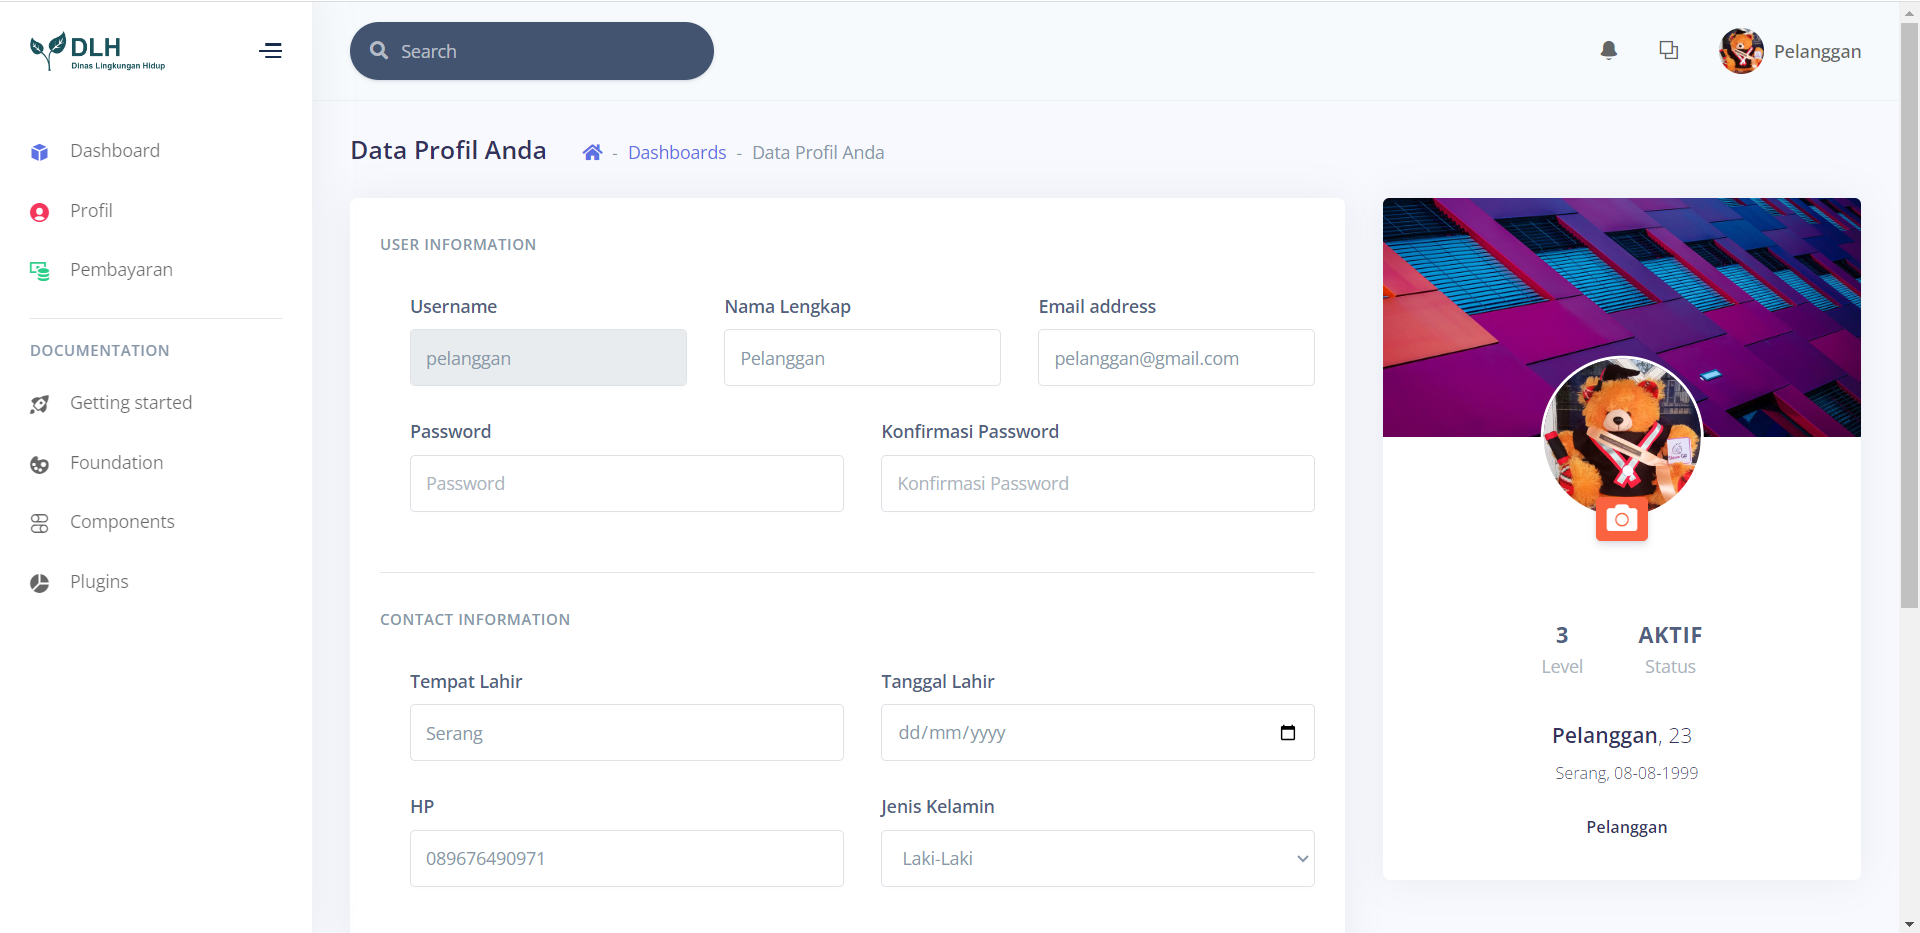 DLH
Dinas Lingkungan Hidup
Search
Pelanggan
Dashboard
Profil
Pembayaran
DOCUMENTATION
Getting started
Foundation
Components
Plugins
Data Profil Anda
- Dashboards - Data Profil Anda
USER INFORMATION
Username
Nama Lengkap
Email address
pelanggan
Pelanggan
pelanggan@gmail.com
Password
Konfirmasi Password
Password
Konfirmasi Password
CONTACT INFORMATION
Tempat Lahir
Tanggal Lahir
Serang
dd/mm/yyyy
HP
Jenis Kelamin
089676490971
Laki-Laki
3
Level
AKTIF
Status
Pelanggan, 23
Serang, 08-08-1999
Pelanggan